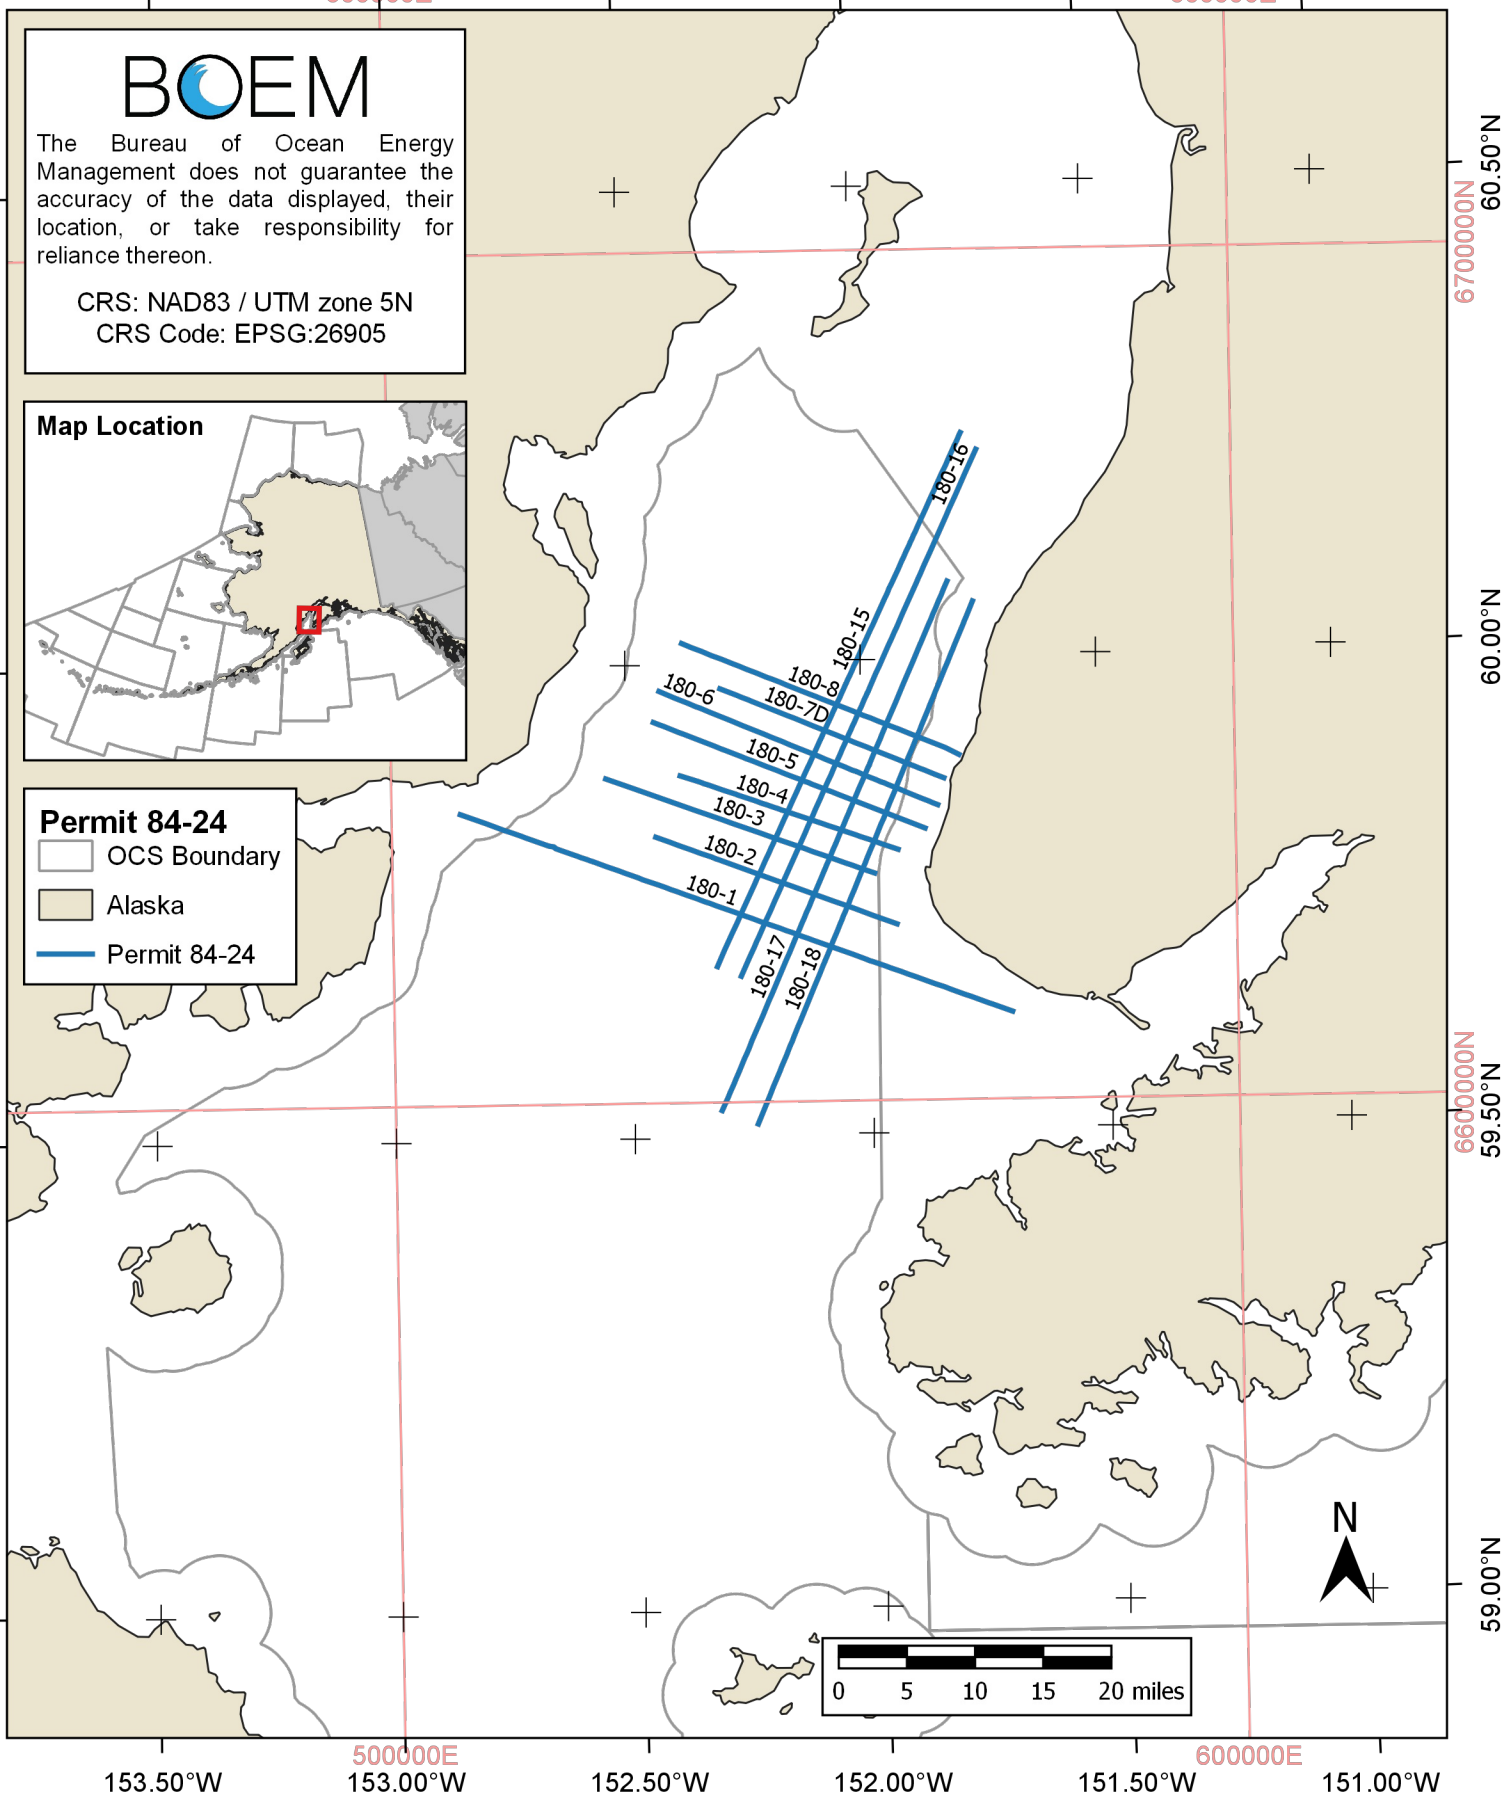 BOEM
The Bureau of Ocean Energy
Management does not guarantee the
accuracy of the data displayed, their
location, or take responsibility for
reliance thereon.
CRS: NAD83 / UTM zone 5N
CRS Code: EPSG:26905
Map Location
Permit 84-24
OCS Boundary
Alaska
Permit 84-24
180-16
180-15
180-8
180-7D
180-6
180-5
180-4
180-3
180-2
180-1
180-17
180-18
60.50°N
6700000N
60.00°N
59.50°N
6600000N
59.00°N
N
0 5 10 15 20 miles
500000E
600000E
153.50°W
153.00°W
152.50°W
152.00°W
151.50°W
151.00°W